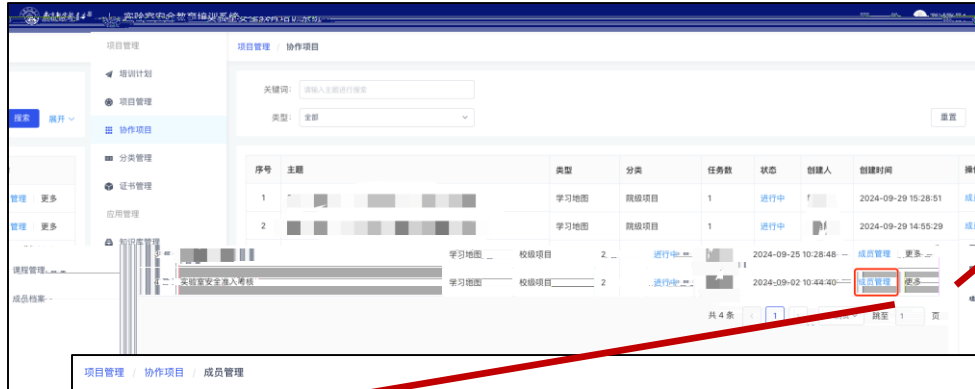 实验室安全教育培训系统
项目管理
项目管理 / 协作项目
培训计划
关键词: 请输入主题进行搜索
项目管理
搜索 展开
类型: 全部
重置
协作项目
分类管理
序号 主题 类型 分类 任务数 状态 创建人 创建时间
证书管理
管理 更多
1 学习地图 院级项目 1 进行中 2024-09-29 15:28:51
应用管理
管理 更多
2 学习地图 院级项目 1 进行中 2024-09-29 14:55:29
知识库管理
学习地图 校级项目 2 进行中 2024-09-25 10:28:48 成员管理 更多
课程管理
实验室安全准入考核 学习地图 校级项目 2 进行中 2024-09-02 10:44:40 成员管理 更多
成员档案
共 4 条 1 跳至 1 页
项目管理 / 协作项目 / 成员管理